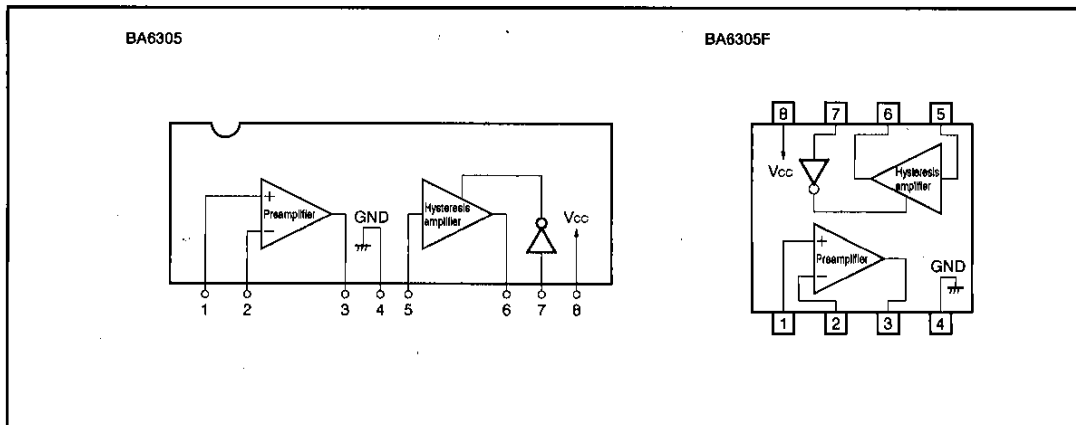 BA6305
BA6305F
+
Preamplifier
−
GND
Hysteresis
amplifier
Vcc
1 2 3 4 5 6 7 8
8 7 6 5
Vcc
Hysteresis
amplifier
+
Preamplifier
−
GND
1 2 3 4